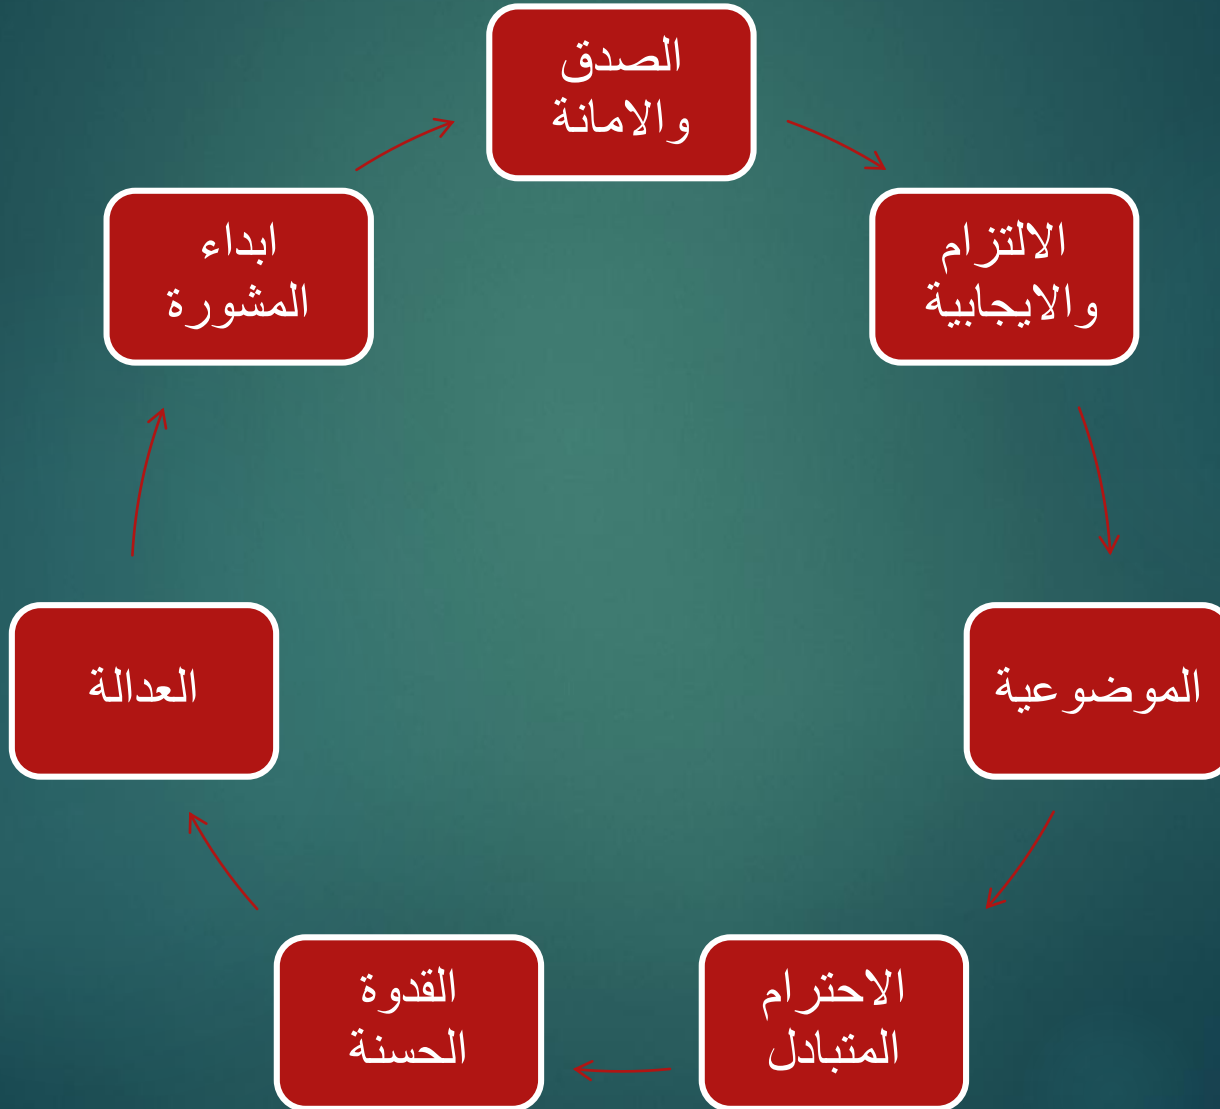 الصدق
والامانة
الالتزام
والايجابية
الموضوعية
الاحترام
المتبادل
القدوة
الحسنة
العدالة
ابداء
المشورة